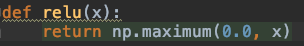 def relu(x):
    return np.maximum(0.0, x)